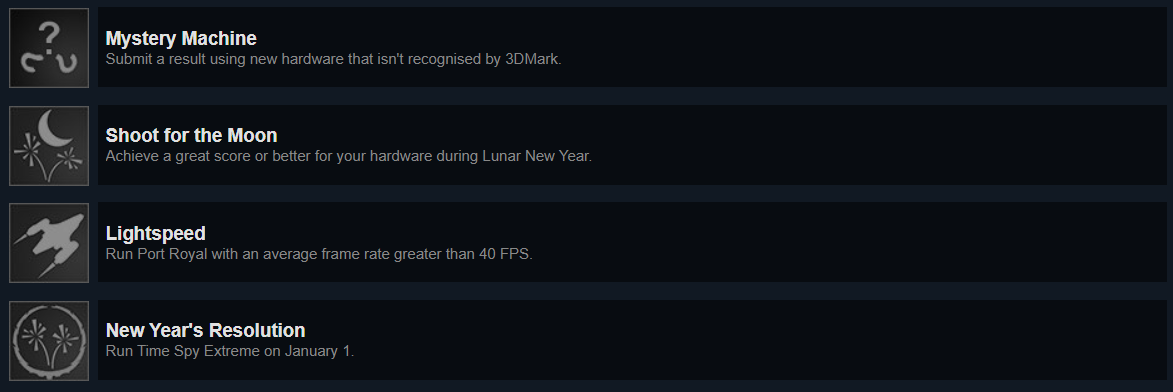 Mystery Machine
Submit a result using new hardware that isn't recognised by 3DMark.
Shoot for the Moon
Achieve a great score or better for your hardware during Lunar New Year.
Lightspeed
Run Port Royal with an average frame rate greater than 40 FPS.
New Year's Resolution
Run Time Spy Extreme on January 1.